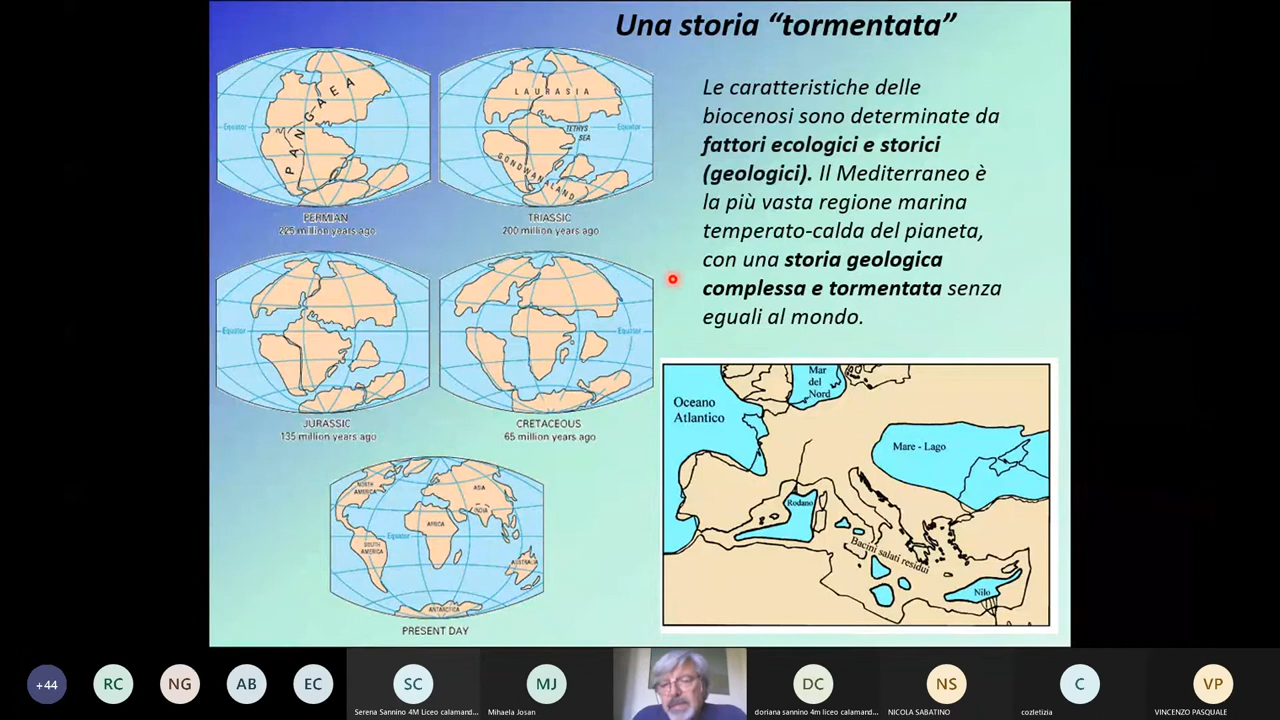 Una storia “tormentata”
Le caratteristiche delle
biocenosi sono determinate da
fattori ecologici e storici
(geologici). Il Mediterraneo è
la più vasta regione marina
temperato-calda del pianeta,
con una storia geologica
complessa e tormentata senza
eguali al mondo.
PANGAEA
Equator
PERMIAN
225 million years ago
LAURASIA
TETHYS
SEA
Equator
GONDWANALAND
TRIASSIC
200 million years ago
Equator
JURASSIC
135 million years ago
Equator
CRETACEOUS
65 million years ago
NORTH
AMERICA
ASIA
INDIA
AFRICA
Equator
SOUTH
AMERICA
AUSTRALIA
ANTARCTICA
PRESENT DAY
Oceano
Atlantico
Mar
del
Nord
Mare - Lago
Rodano
Bacini salati residui
Nilo
+44
RC
NG
AB
EC
SC
Serena Sannino 4M Liceo calamand...
MJ
Mihaela Josan
DC
doriana sannino 4m liceo calamand...
NS
NICOLA SABATINO
C
cozletizia
VP
VINCENZO PASQUALE